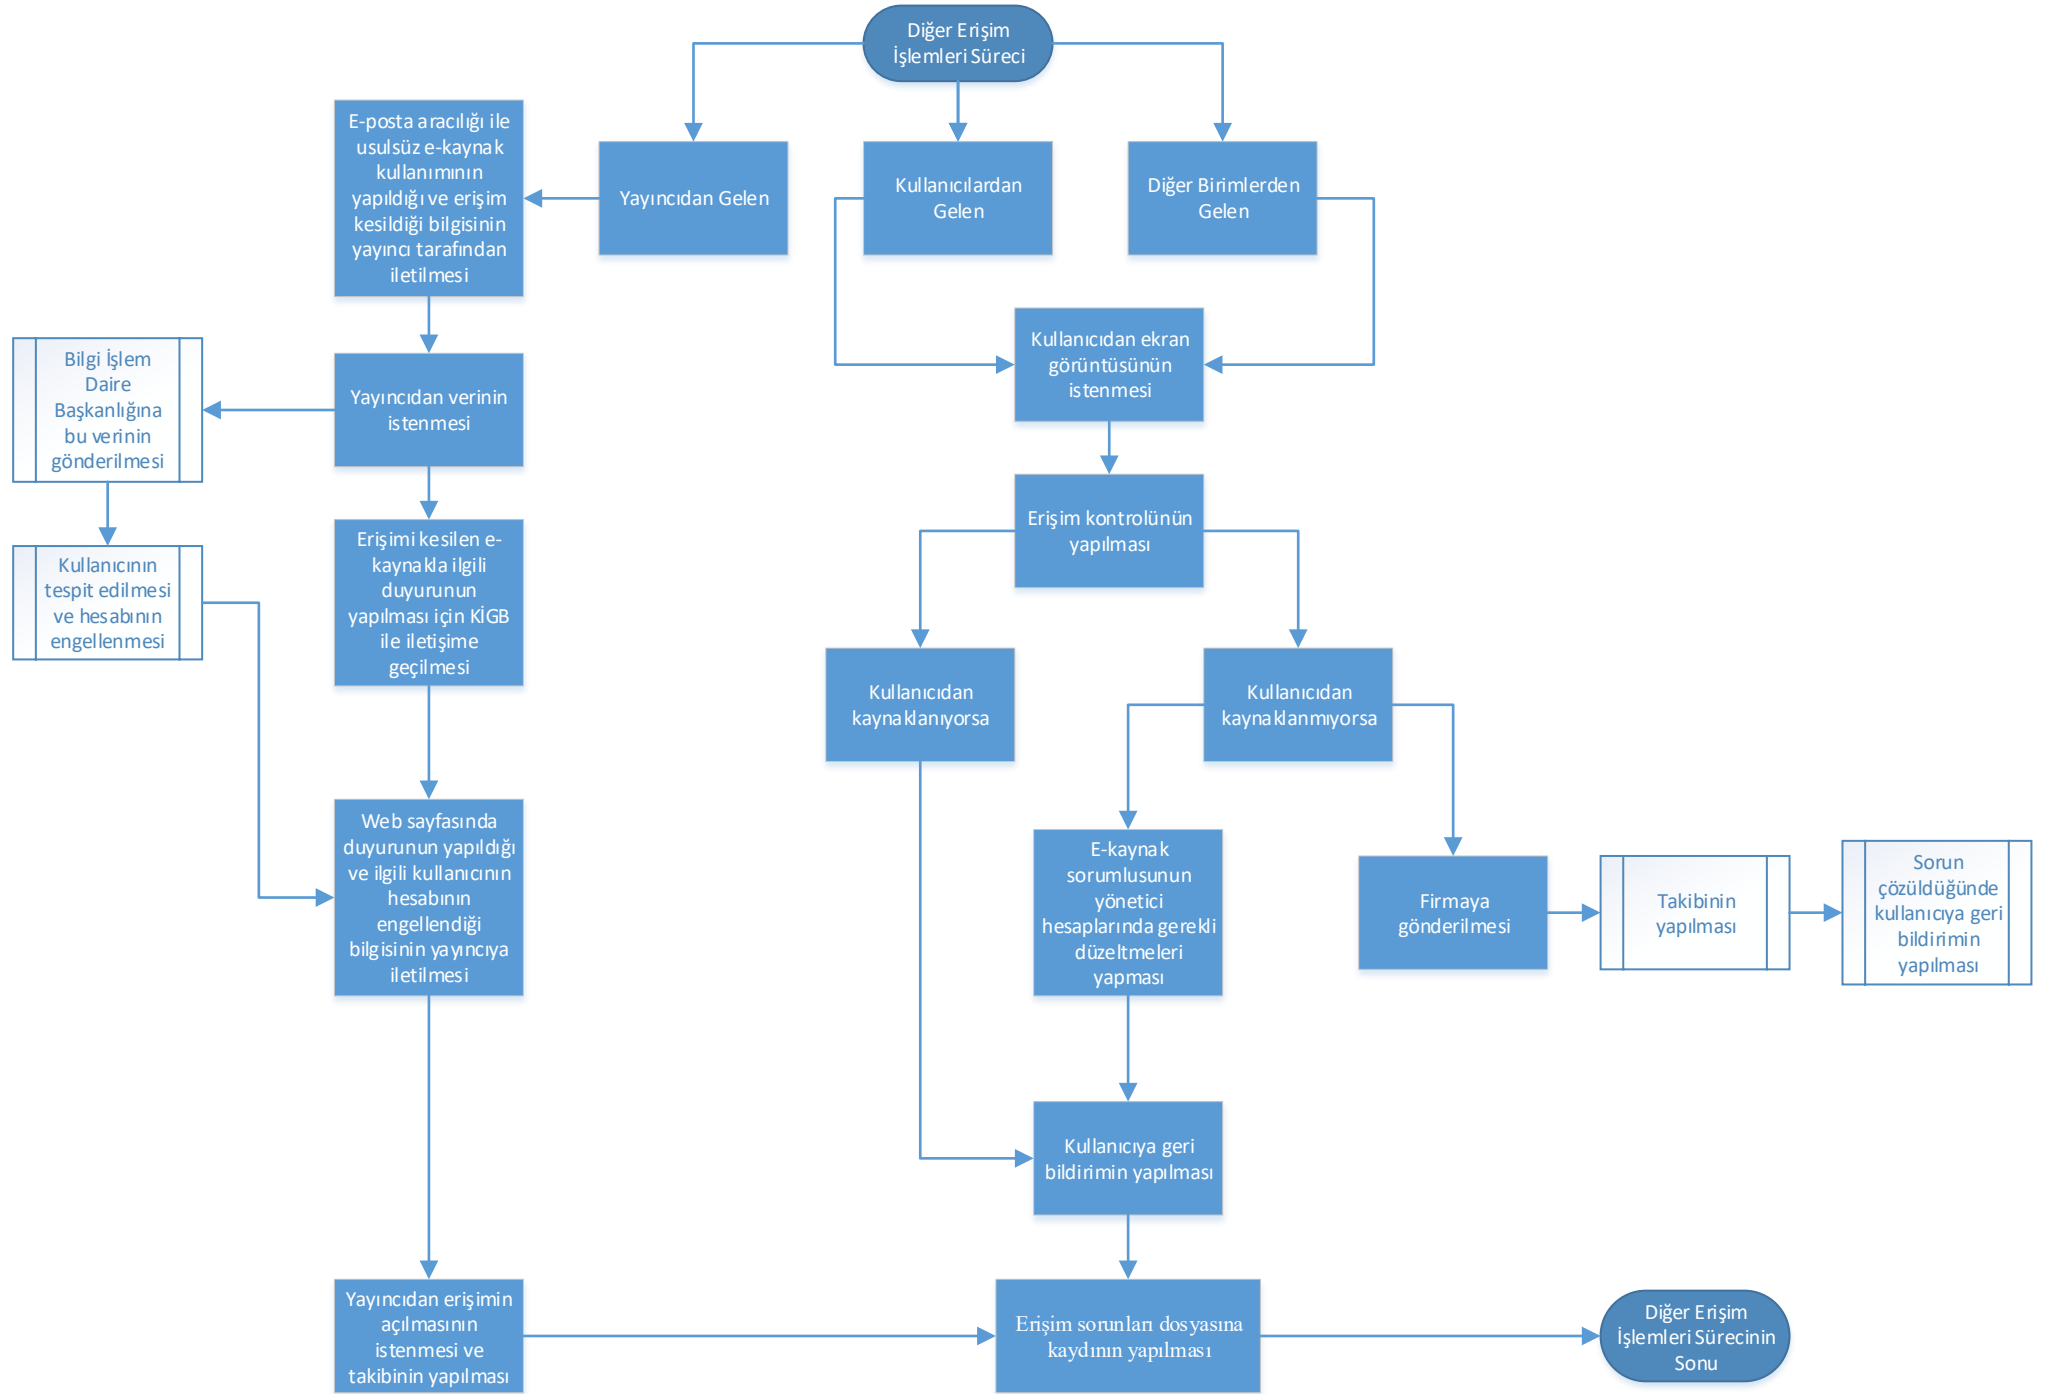 Diğer Erişim
İşlemleri Süreci
E-posta aracılığı ile
usulsüz e-kaynak
kullanımının
yapıldığı ve erişim
kesildiği bilgisinin
yayıncı tarafından
iletilmesi
Yayıncıdan Gelen
Kullanıcılardan
Gelen
Diğer Birimlerden
Gelen
Bilgi İşlem
Daire
Başkanlığına
bu verinin
gönderilmesi
Yayıncıdan verinin
istenmesi
Kullanıcıdan ekran
görüntüsünün
istenmesi
Kullanıcının
tespit edilmesi
ve hesabının
engellenmesi
Erişimi kesilen e-
kaynakla ilgili
duyurunun
yapılması için KİGB
ile iletişime
geçilmesi
Erişim kontrolünün
yapılması
Kullanıcıdan
kaynaklanıyorsa
Kullanıcıdan
kaynaklanmıyorsa
Web sayfasında
duyurunun yapıldığı
ve ilgili kullanıcının
hesabının
engellendiği
bilgisinin yayıncıya
iletilmesi
E-kaynak
sorumlusunun
yönetici
hesaplarında gerekli
düzeltmeleri
yapması
Firmaya
gönderilmesi
Takibinin
yapılması
Sorun
çözüldüğünde
kullanıcıya geri
bildirimin
yapılması
Kullanıcıya geri
bildirimin yapılması
Yayıncıdan erişimin
açılmasının
istenmesi ve
takibinin yapılması
Erişim sorunları dosyasına
kaydının yapılması
Diğer Erişim
İşlemleri Sürecinin
Sonu